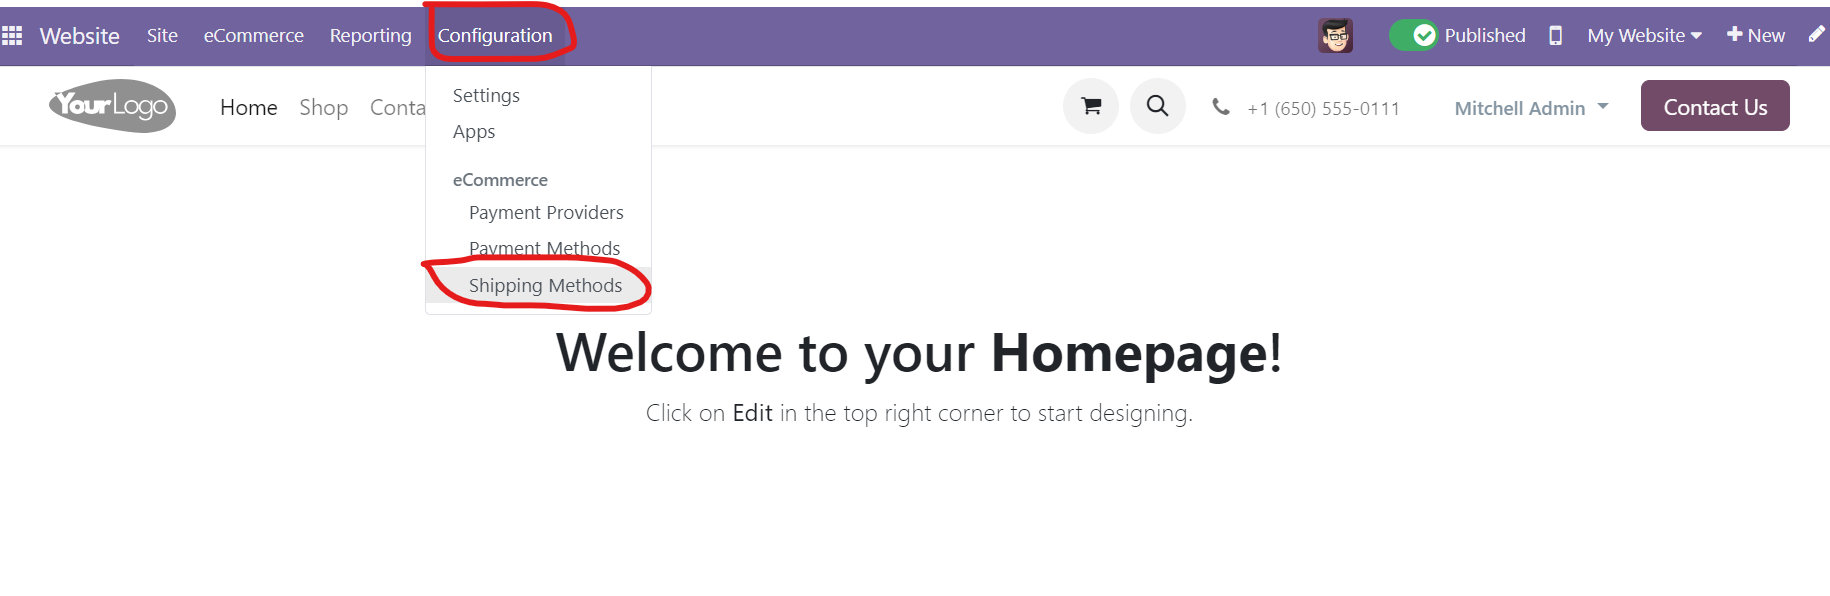 Website Site eCommerce Reporting Configuration Published My Website New
YourLogo Home Shop Conta +1 (650) 555-0111 Mitchell Admin Contact Us
Settings
Apps
eCommerce
Payment Providers
Payment Methods
Shipping Methods
Welcome to your Homepage!
Click on Edit in the top right corner to start designing.